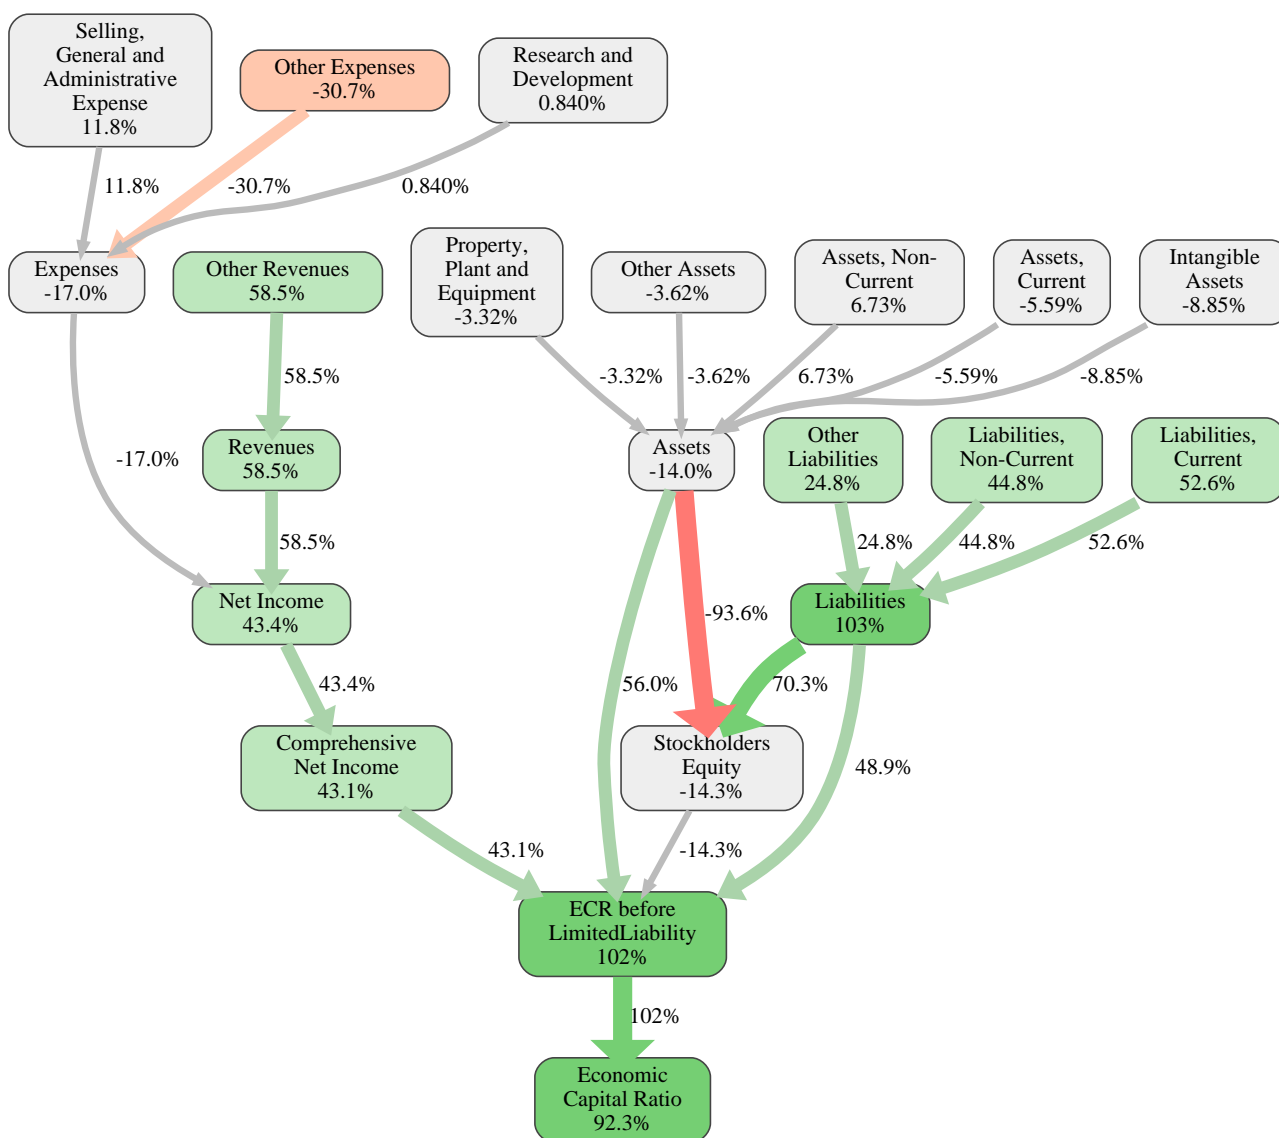 Selling,
General and
Administrative
Expense
11.8%
Other Expenses
-30.7%
Research and
Development
0.840%
11.8%
-30.7%
0.840%
Expenses
-17.0%
Other Revenues
58.5%
Property,
Plant and
Equipment
-3.32%
Other Assets
-3.62%
Assets, Non-
Current
6.73%
Assets,
Current
-5.59%
Intangible
Assets
-8.85%
58.5%
-3.32%
-3.62%
6.73%
-5.59%
-8.85%
-17.0%
Revenues
58.5%
Assets
-14.0%
Other
Liabilities
24.8%
Liabilities,
Non-Current
44.8%
Liabilities,
Current
52.6%
58.5%
24.8%
44.8%
52.6%
Net Income
43.4%
-93.6%
Liabilities
103%
43.4%
56.0%
70.3%
Comprehensive
Net Income
43.1%
Stockholders
Equity
-14.3%
48.9%
43.1%
-14.3%
ECR before
LimitedLiability
102%
102%
Economic
Capital Ratio
92.3%